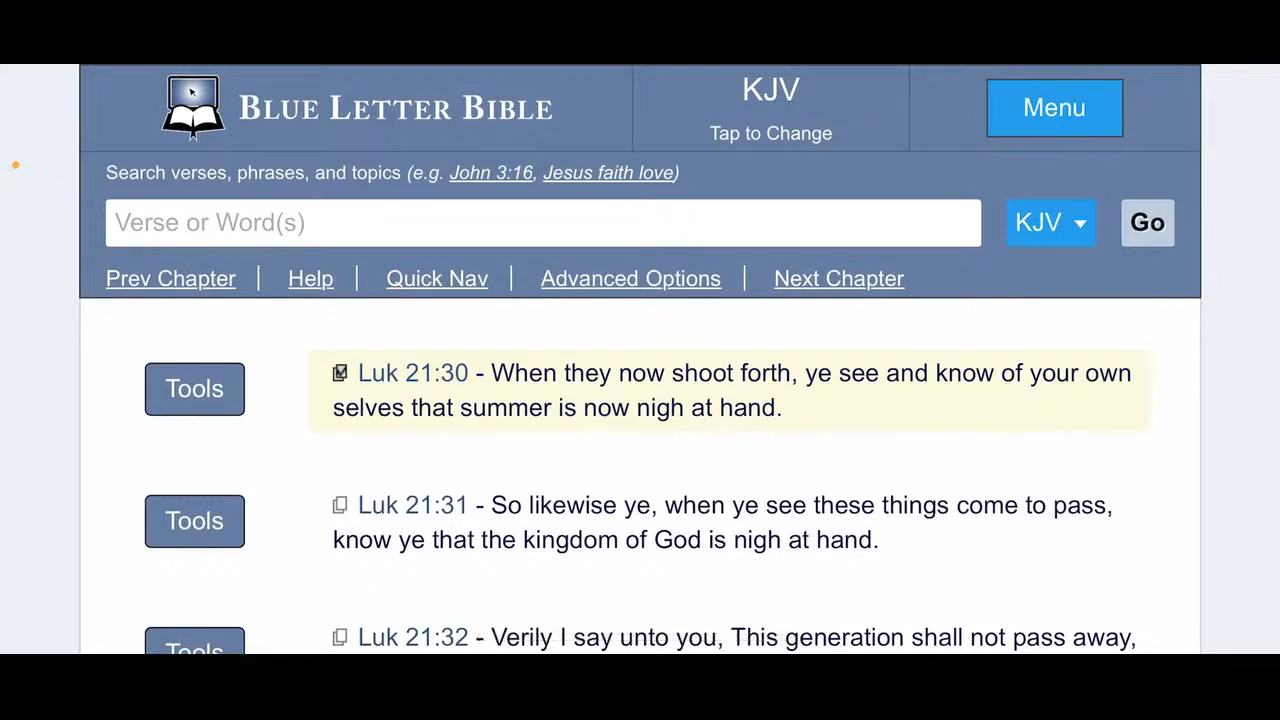 BLUE LETTER BIBLE
KJV
Tap to Change
Menu
Search verses, phrases, and topics (e.g. John 3:16, Jesus faith love)
Verse or Word(s)
KJV
Go
Prev Chapter | Help | Quick Nav | Advanced Options | Next Chapter
Tools
Luk 21:30 - When they now shoot forth, ye see and know of your own
selves that summer is now nigh at hand.
Tools
Luk 21:31 - So likewise ye, when ye see these things come to pass,
know ye that the kingdom of God is nigh at hand.
Tools
Luk 21:32 - Verily I say unto you, This generation shall not pass away,